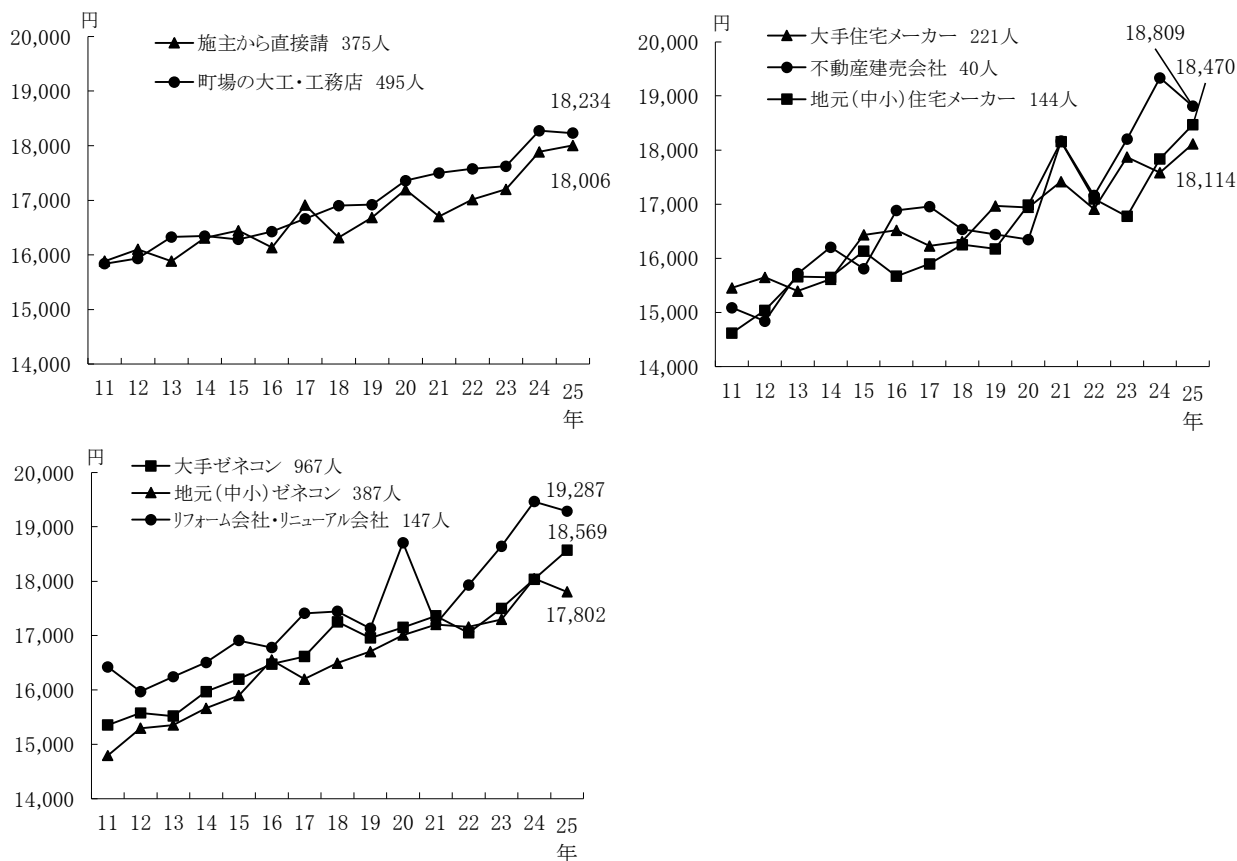 円
20,000
19,000
18,000
17,000
16,000
15,000
14,000
施主から直接請 375人
町場の大工・工務店 495人
18,234
18,006
11 12 13 14 15 16 17 18 19 20 21 22 23 24 25
年
円
20,000
19,000
18,000
17,000
16,000
15,000
14,000
大手住宅メーカー 221人
不動産建売会社 40人
地元(中小)住宅メーカー 144人
18,809
18,470
18,114
11 12 13 14 15 16 17 18 19 20 21 22 23 24 25
年
円
20,000
19,000
18,000
17,000
16,000
15,000
14,000
大手ゼネコン 967人
地元(中小)ゼネコン 387人
リフォーム会社・リニューアル会社 147人
19,287
18,569
17,802
11 12 13 14 15 16 17 18 19 20 21 22 23 24 25
年